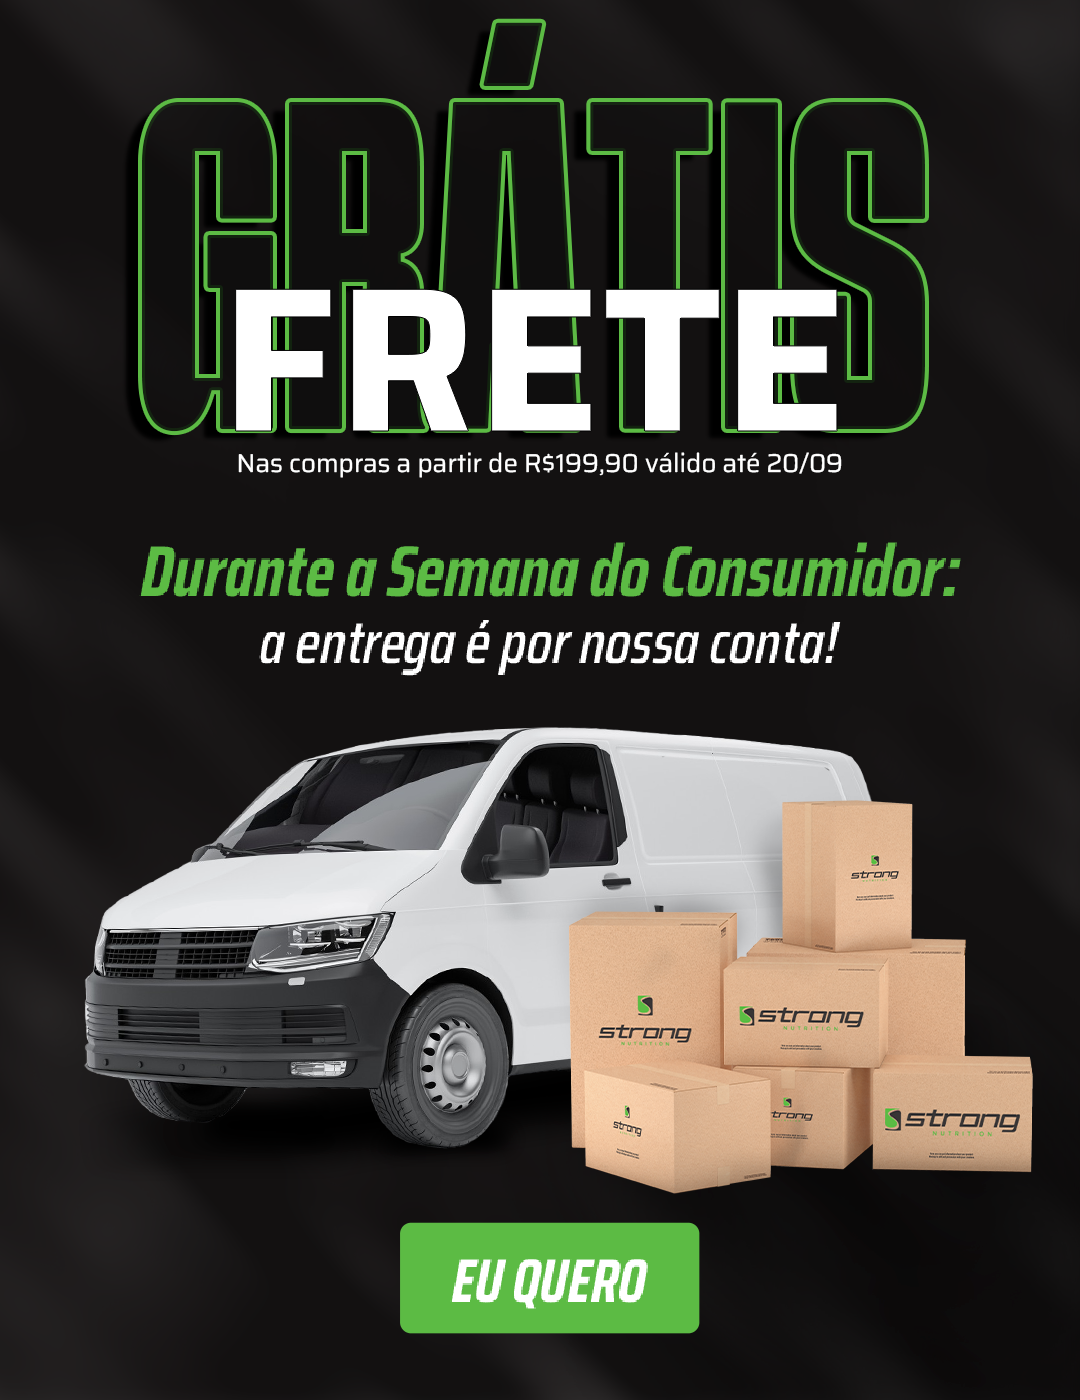 GRÁTIS
FRETE
Nas compras a partir de R$199,90 válido até 20/09
Durante a Semana do Consumidor:
a entrega é por nossa conta!
strong
strong
NUTRITION
strong
NUTRITION
strong
strong
strong
NUTRITION
EU QUERO